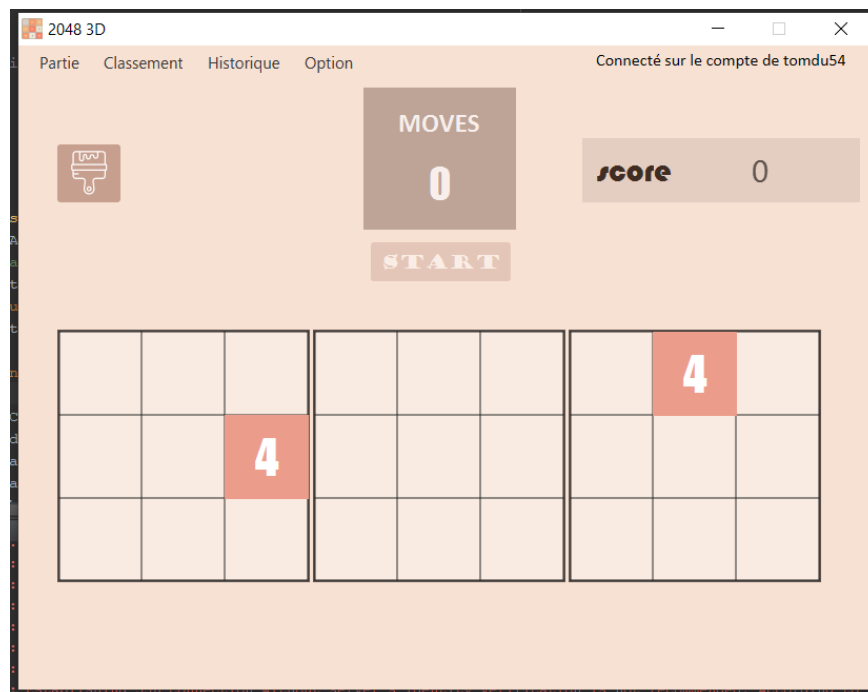 2048 3D
Partie Classement Historique Option
Connecté sur le compte de tomdu54
MOVES
0
score 0
START
4
4